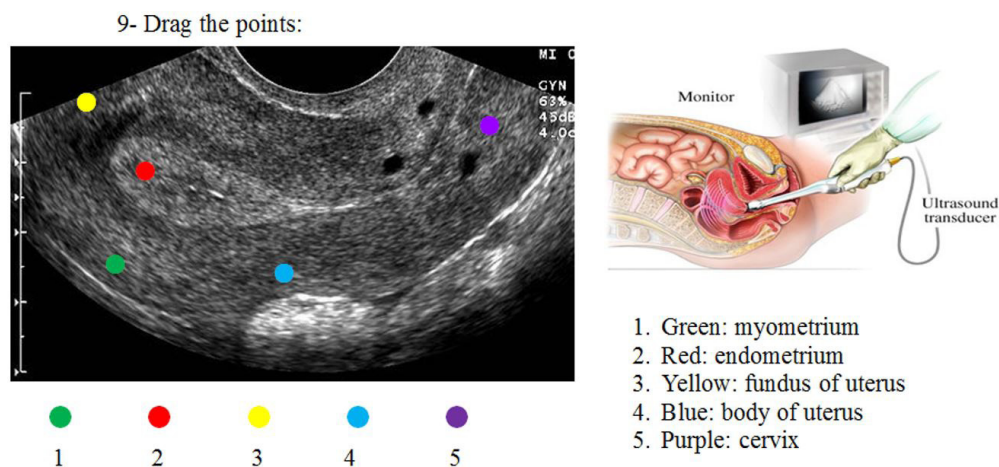 9- Drag the points:
MI 0
GYN
63%
45dB
4.0c
Monitor
Ultrasound
transducer
1. Green: myometrium
2. Red: endometrium
3. Yellow: fundus of uterus
4. Blue: body of uterus
5. Purple: cervix
1 2 3 4 5